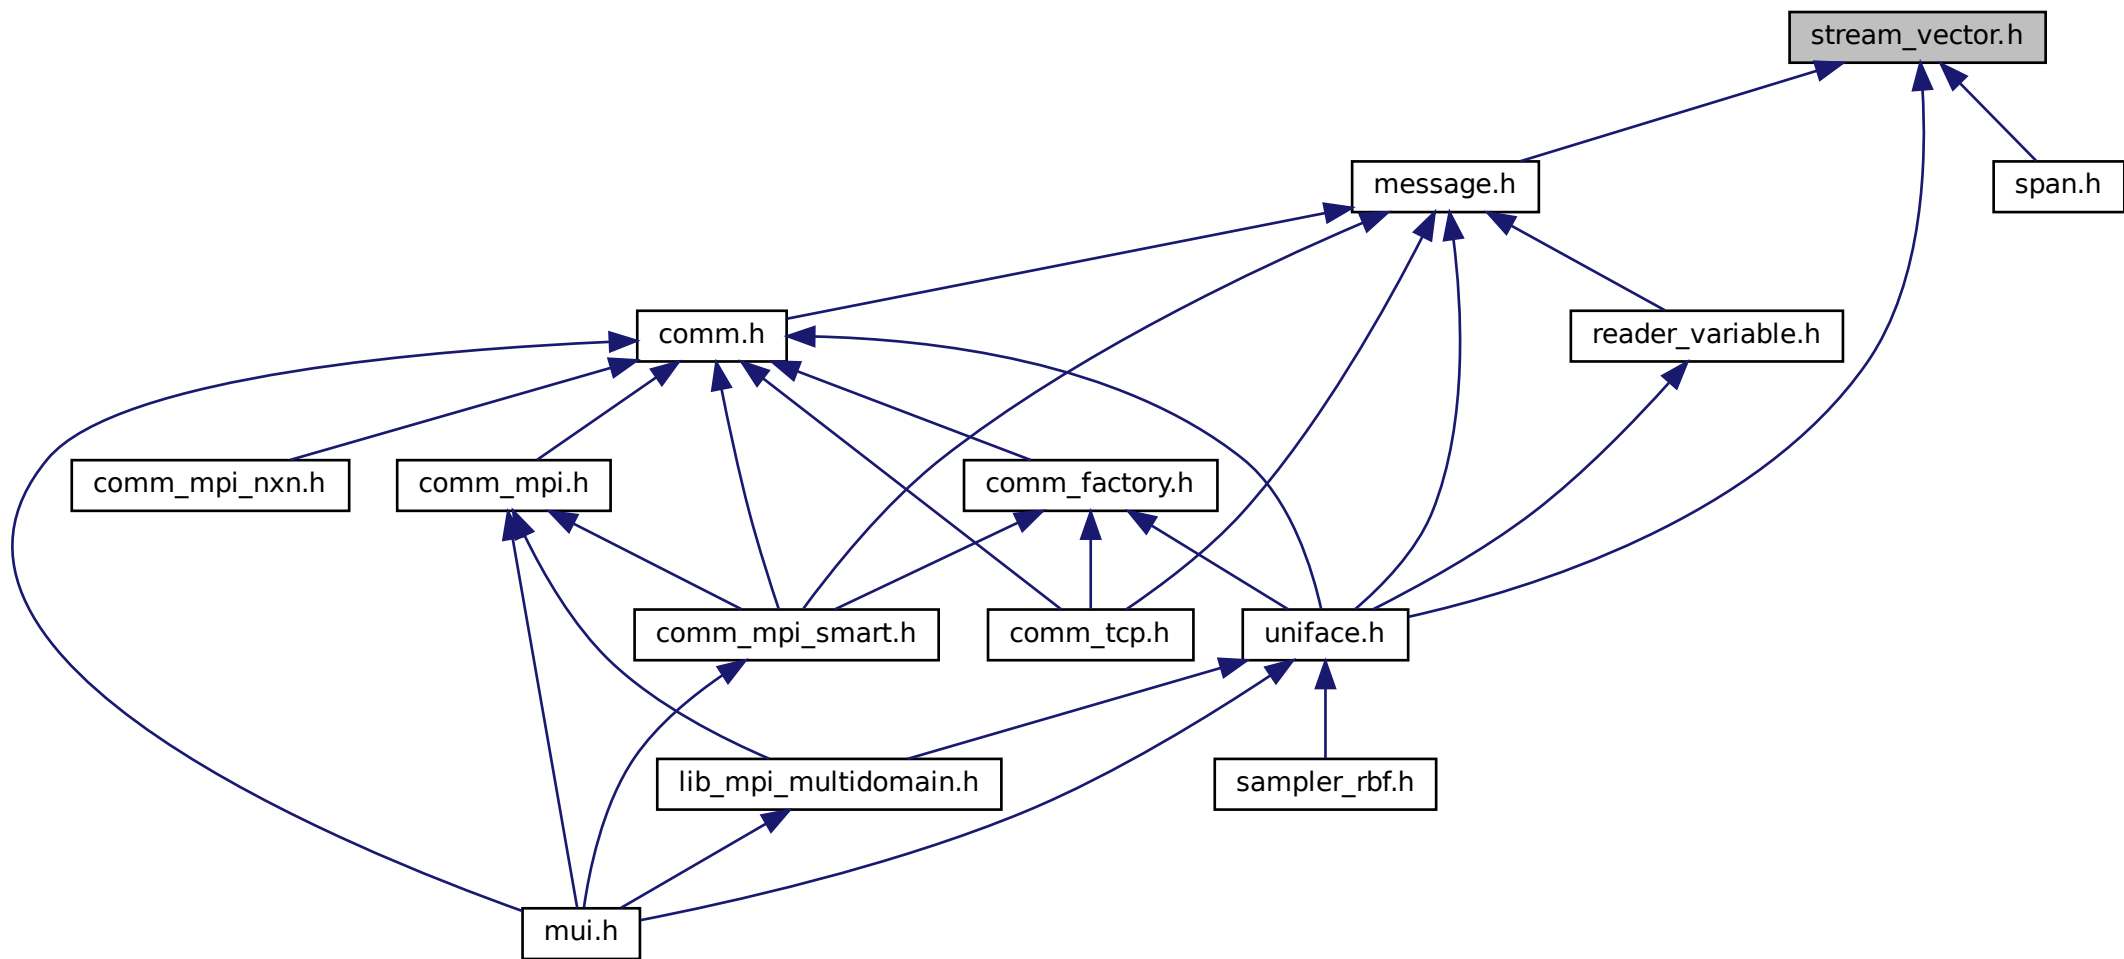 stream_vector.h
message.h
span.h
comm.h
reader_variable.h
comm_mpi_nxn.h
comm_mpi.h
comm_factory.h
comm_mpi_smart.h
comm_tcp.h
uniface.h
lib_mpi_multidomain.h
sampler_rbf.h
mui.h